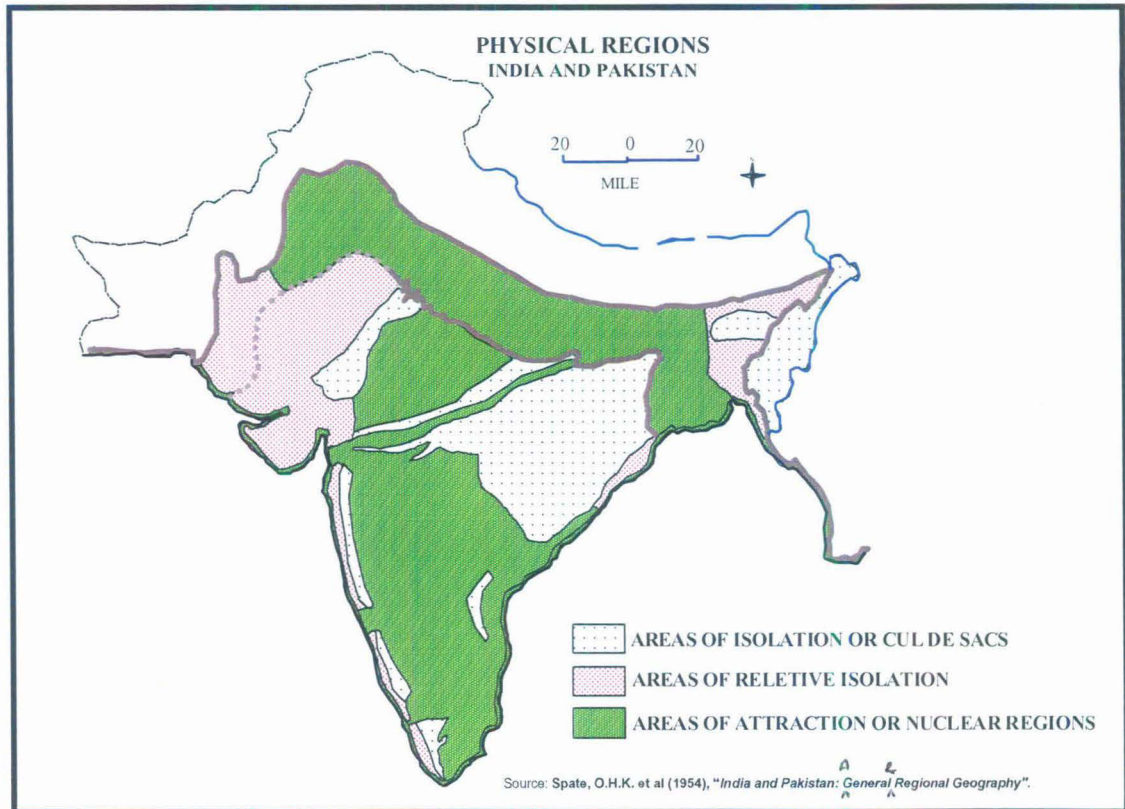 PHYSICAL REGIONS
INDIA AND PAKISTAN
20 0 20
MILE
AREAS OF ISOLATION OR CUL DE SACS
AREAS OF RELETIVE ISOLATION
AREAS OF ATTRACTION OR NUCLEAR REGIONS
A &
Source: Spate, O.H.K. et al (1954), "India and Pakistan: General Regional Geography".